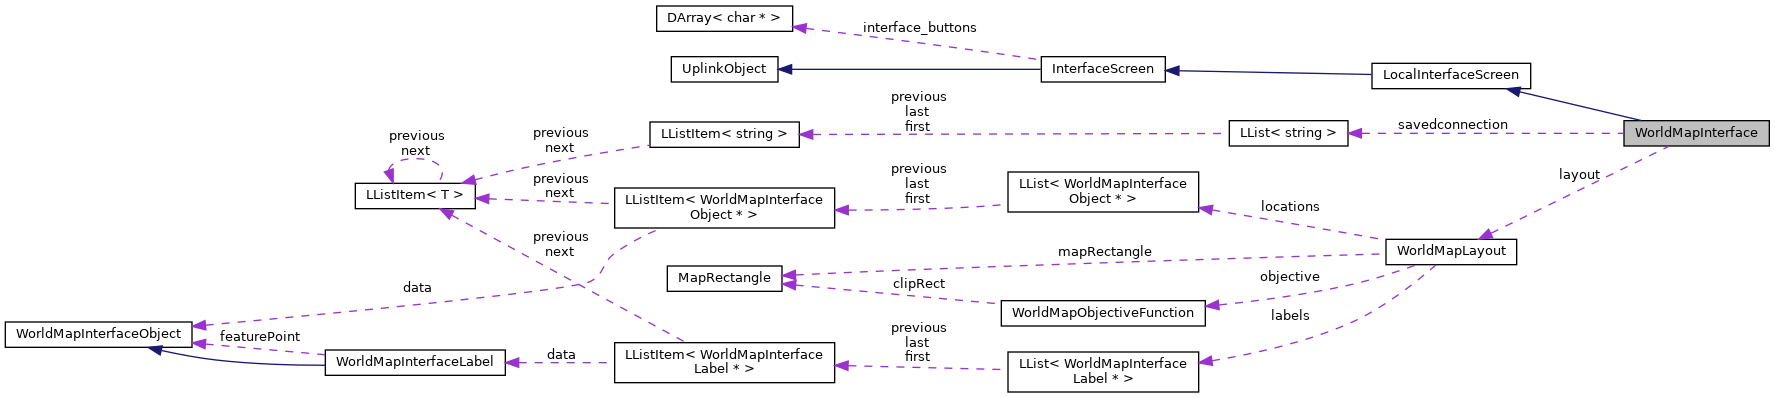 DArray< char * >
interface_buttons
UplinkObject
InterfaceScreen
LocalInterfaceScreen
previous
last
first
previous
next
previous
next
LListItem< string >
LList< string >
savedconnection
WorldMapInterface
LListItem< T >
previous
next
LListItem< WorldMapInterface
Object * >
previous
last
first
LList< WorldMapInterface
Object * >
layout
locations
previous
next
mapRectangle
WorldMapLayout
MapRectangle
objective
data
clipRect
WorldMapObjectiveFunction
labels
WorldMapInterfaceObject
featurePoint
previous
last
first
WorldMapInterfaceLabel
data
LListItem< WorldMapInterface
Label * >
LList< WorldMapInterface
Label * >